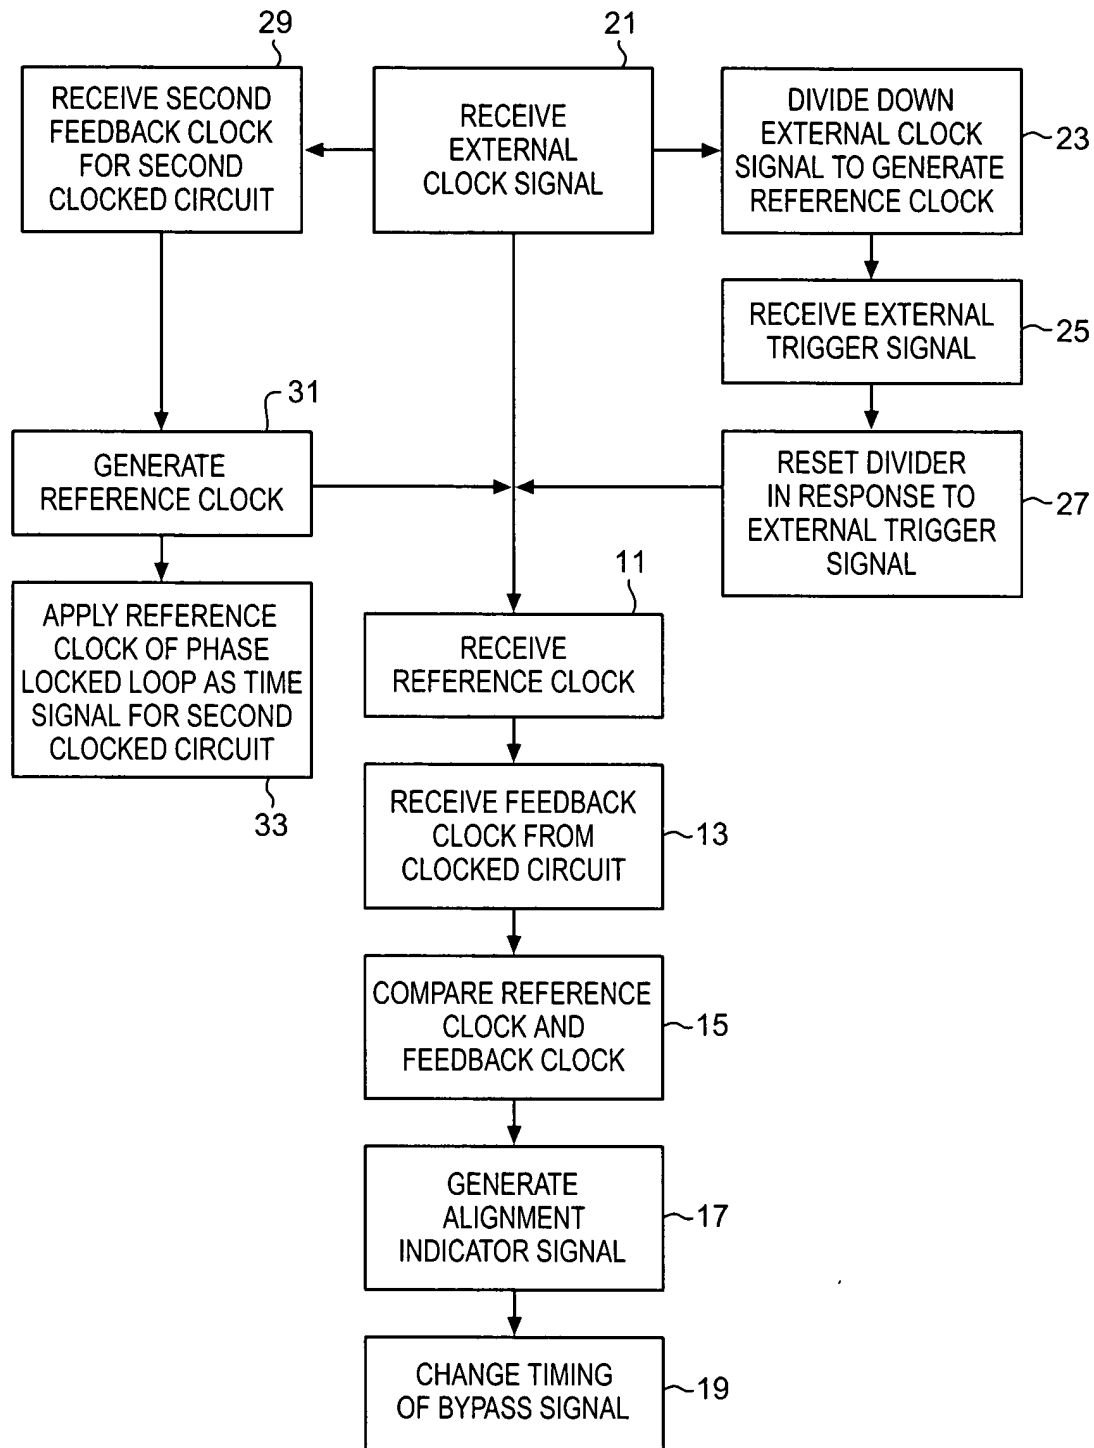 29
RECEIVE SECOND
FEEDBACK CLOCK
FOR SECOND
CLOCKED CIRCUIT
21
RECEIVE
EXTERNAL
CLOCK SIGNAL
DIVIDE DOWN
EXTERNAL CLOCK
SIGNAL TO GENERATE
REFERENCE CLOCK
23
RECEIVE EXTERNAL
TRIGGER SIGNAL
25
31
GENERATE
REFERENCE CLOCK
RESET DIVIDER
IN RESPONSE TO
EXTERNAL TRIGGER
SIGNAL
27
APPLY REFERENCE
CLOCK OF PHASE
LOCKED LOOP AS TIME
SIGNAL FOR SECOND
CLOCKED CIRCUIT
33
11
RECEIVE
REFERENCE CLOCK
RECEIVE FEEDBACK
CLOCK FROM
CLOCKED CIRCUIT
13
COMPARE REFERENCE
CLOCK AND
FEEDBACK CLOCK
15
GENERATE
ALIGNMENT
INDICATOR SIGNAL
17
CHANGE TIMING
OF BYPASS SIGNAL
19